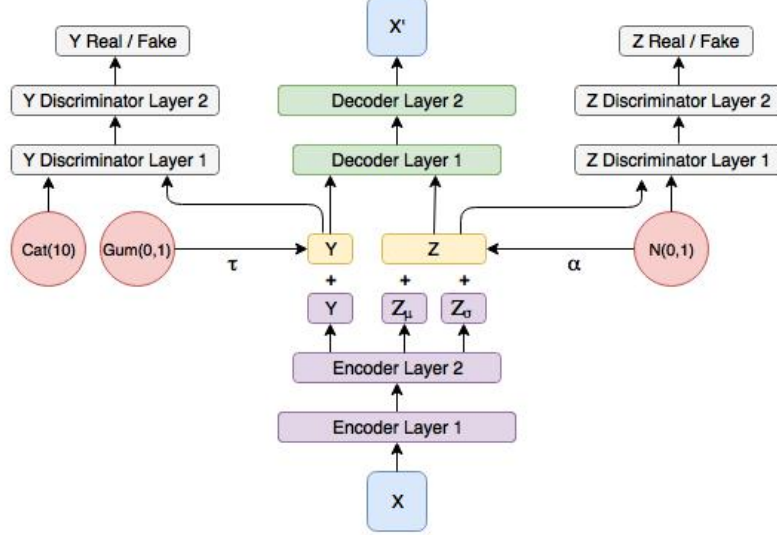 X'
Y Real / Fake
Z Real / Fake
Y Discriminator Layer 2
Decoder Layer 2
Z Discriminator Layer 2
Y Discriminator Layer 1
Decoder Layer 1
Z Discriminator Layer 1
Cat(10)
Gum(0,1)
τ
Y
Z
α
N(0,1)
+
+
+
Y
Zμ
Zσ
Encoder Layer 2
Encoder Layer 1
X